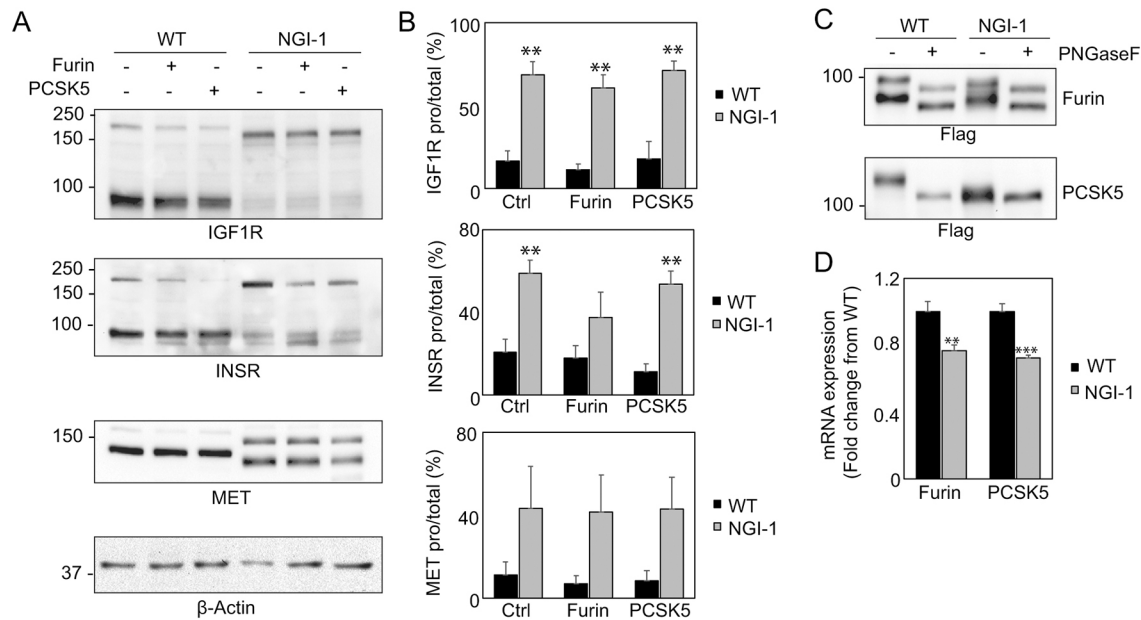 A
WT NGI-1
Furin - + - - + -
PCSK5 - - + - - +
250
150
100
IGF1R
250
150
100
INSR
150
MET
37
β-Actin
B
IGF1R pro/total (%)
100
50
0
** ** **
Ctrl Furin PCSK5
WT
NGI-1
INSR pro/total (%)
80
40
0
** **
Ctrl Furin PCSK5
WT
NGI-1
MET pro/total (%)
80
40
0
Ctrl Furin PCSK5
WT
NGI-1
C
WT NGI-1
- + - + PNGaseF
100
Furin
Flag
PCSK5
100
Flag
D
mRNA expression
(Fold change from WT)
1.2
0.8
0.4
0
** ***
Furin PCSK5
WT
NGI-1